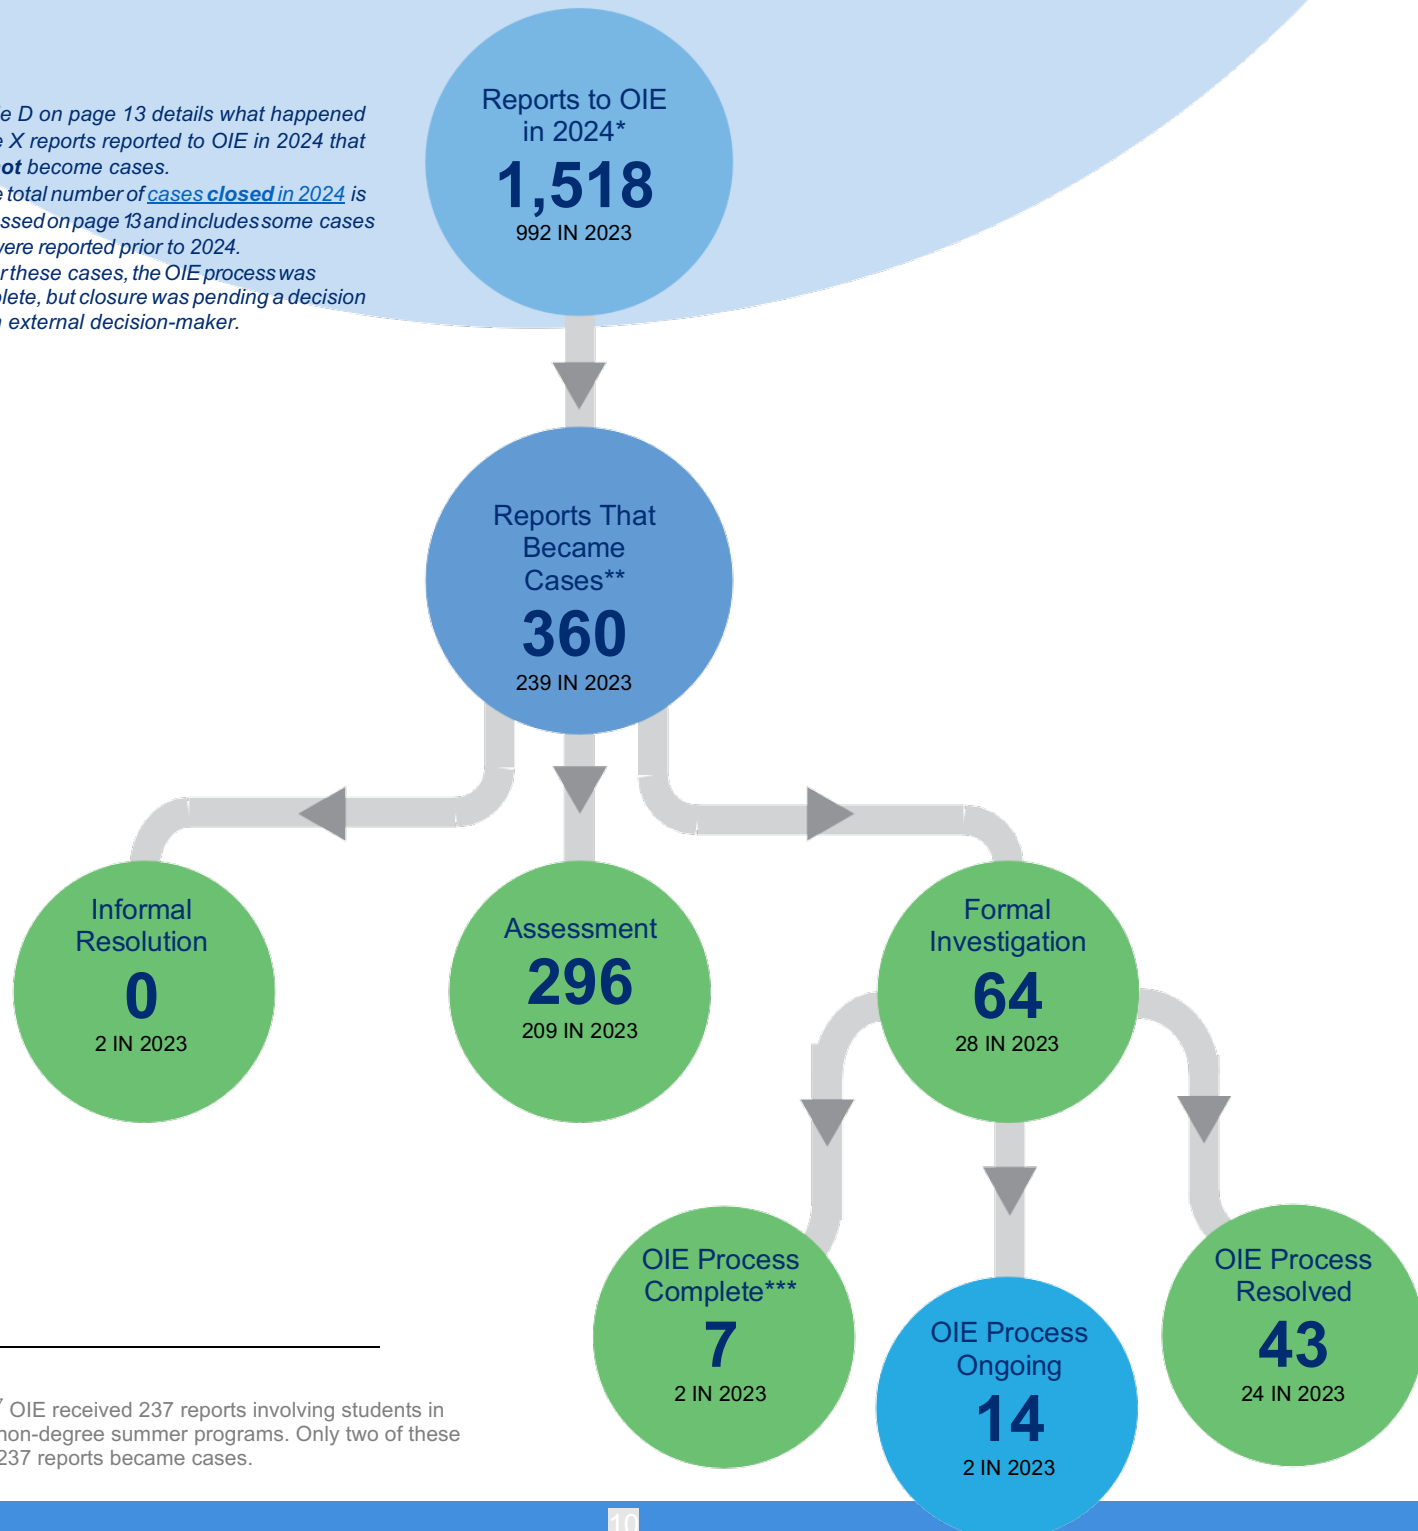 Reports to OIE
in 2024*
1,518
992 IN 2023
D on page 13 details what happened
X reports reported to OIE in 2024 that
become cases.
total number of cases closed in 2024 is
on page 13 and includes some cases
were reported prior to 2024.
these cases, the OIE process was
but closure was pending a decision
external decision-maker.
Reports That
Became
Cases**
360
239 IN 2023
Informal
Resolution
0
2 IN 2023
Assessment
296
209 IN 2023
Formal
Investigation
64
28 IN 2023
OIE Process
Complete***
7
2 IN 2023
OIE Process
Ongoing
14
2 IN 2023
OIE Process
Resolved
43
24 IN 2023
OIE received 237 reports involving students in
non-degree summer programs. Only two of these
237 reports became cases.
10